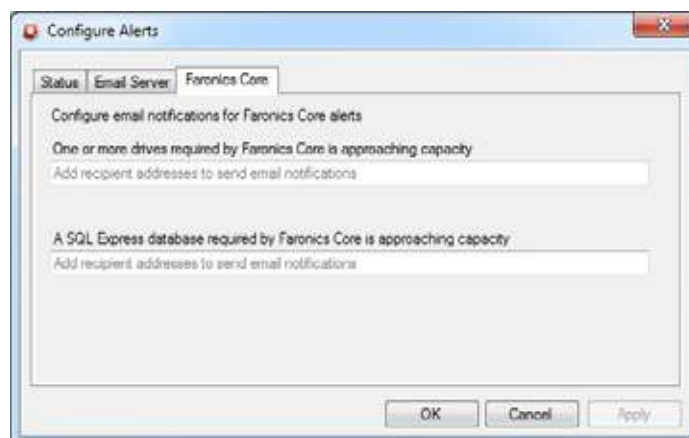 Configure Alerts
Status Email Server Faronics Core
Configure email notifications for Faronics Core alerts
One or more drives required by Faronics Core is approaching capacity
Add recipient addresses to send email notifications
A SQL Express database required by Faronics Core is approaching capacity
Add recipient addresses to send email notifications
OK Cancel Apply